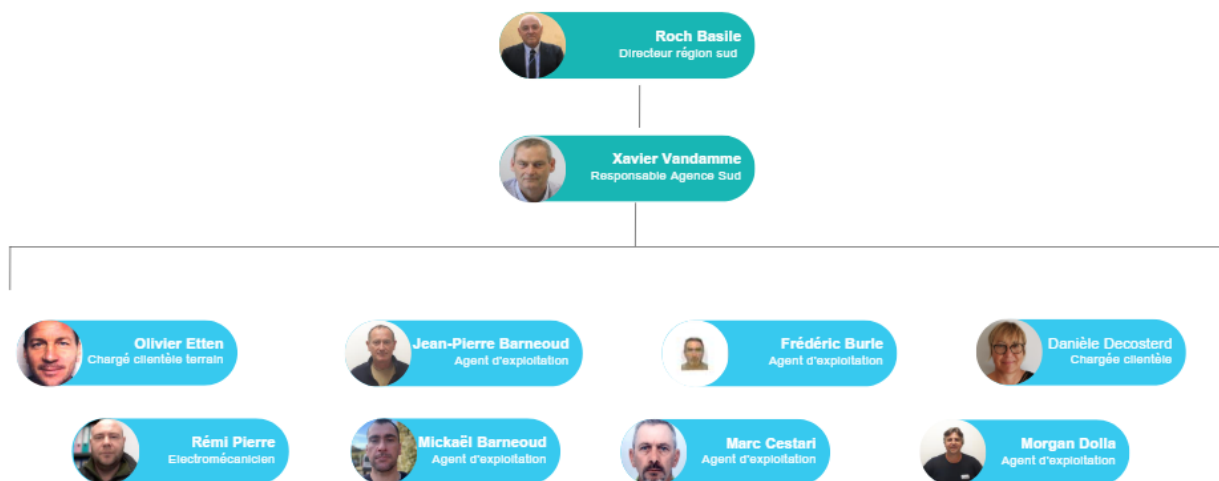 Roch Basile
Directeur région sud
Xavier Vandamme
Responsable Agence Sud
Olivier Etten
Chargé clientèle terrain
Jean-Pierre Barneoud
Agent d'exploitation
Frédéric Burle
Agent d'exploitation
Danièle Decosterd
Chargée clientèle
Rémi Pierre
Electromécanicien
Mickaël Barneoud
Agent d'exploitation
Marc Cestari
Agent d'exploitation
Morgan Dolla
Agent d'exploitation